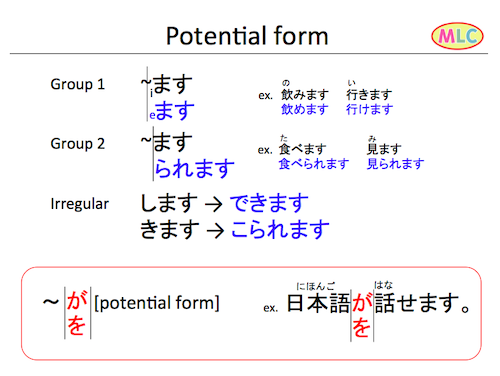 Potential form
MLC
Group 1 ~ます ex. 飲みます 行きます
i の い
eます 飲めます 行けます
Group 2 ~ます ex. 食べます 見ます
た み
られます 食べられます 見られます
Irregular します → できます
きます → こられます
~ が [potential form] ex. 日本語が話せます。
を にほんご を はな